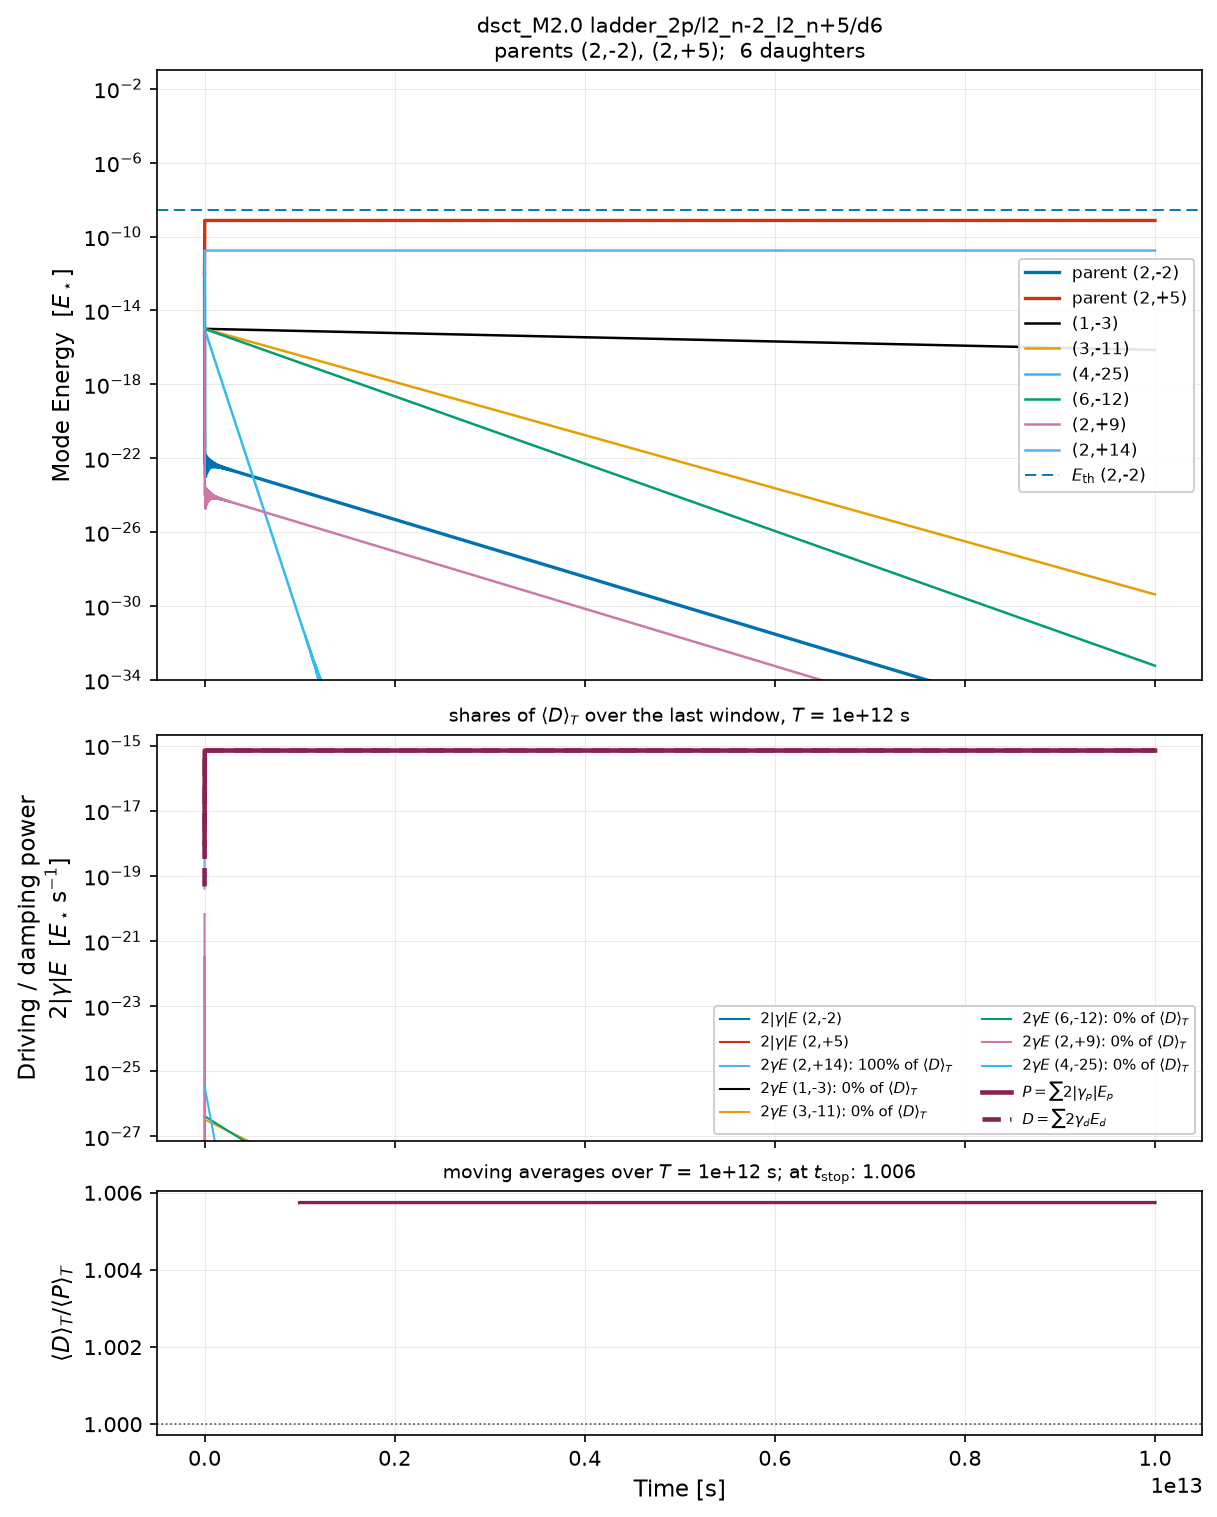 dsct_M2.0 ladder_2p/l2_n-2_l2_n+5/d6
parents (2,-2), (2,+5);  6 daughters
10⁻²
10⁻⁶
10⁻¹⁰
10⁻¹⁴
10⁻¹⁸
10⁻²²
10⁻²⁶
10⁻³⁰
10⁻³⁴
Mode Energy  [E⋆]
parent (2,-2)
parent (2,+5)
(1,-3)
(3,-11)
(4,-25)
(6,-12)
(2,+9)
(2,+14)
E_th (2,-2)
shares of ⟨D⟩_T over the last window, T = 1e+12 s
10⁻¹⁵
10⁻¹⁷
10⁻¹⁹
10⁻²¹
10⁻²³
10⁻²⁵
10⁻²⁷
Driving / damping power
2|γ|E  [E⋆ s⁻¹]
2|γ|E (2,-2)
2|γ|E (2,+5)
2γE (2,+14): 100% of ⟨D⟩_T
2γE (1,-3): 0% of ⟨D⟩_T
2γE (3,-11): 0% of ⟨D⟩_T
2γE (6,-12): 0% of ⟨D⟩_T
2γE (2,+9): 0% of ⟨D⟩_T
2γE (4,-25): 0% of ⟨D⟩_T
P = ∑2|γ_p|E_p
D = ∑2γ_dE_d
moving averages over T = 1e+12 s; at t_stop: 1.006
1.006
1.004
1.002
1.000
⟨D⟩_T/⟨P⟩_T
0.0
0.2
0.4
0.6
0.8
1.0
1e13
Time [s]